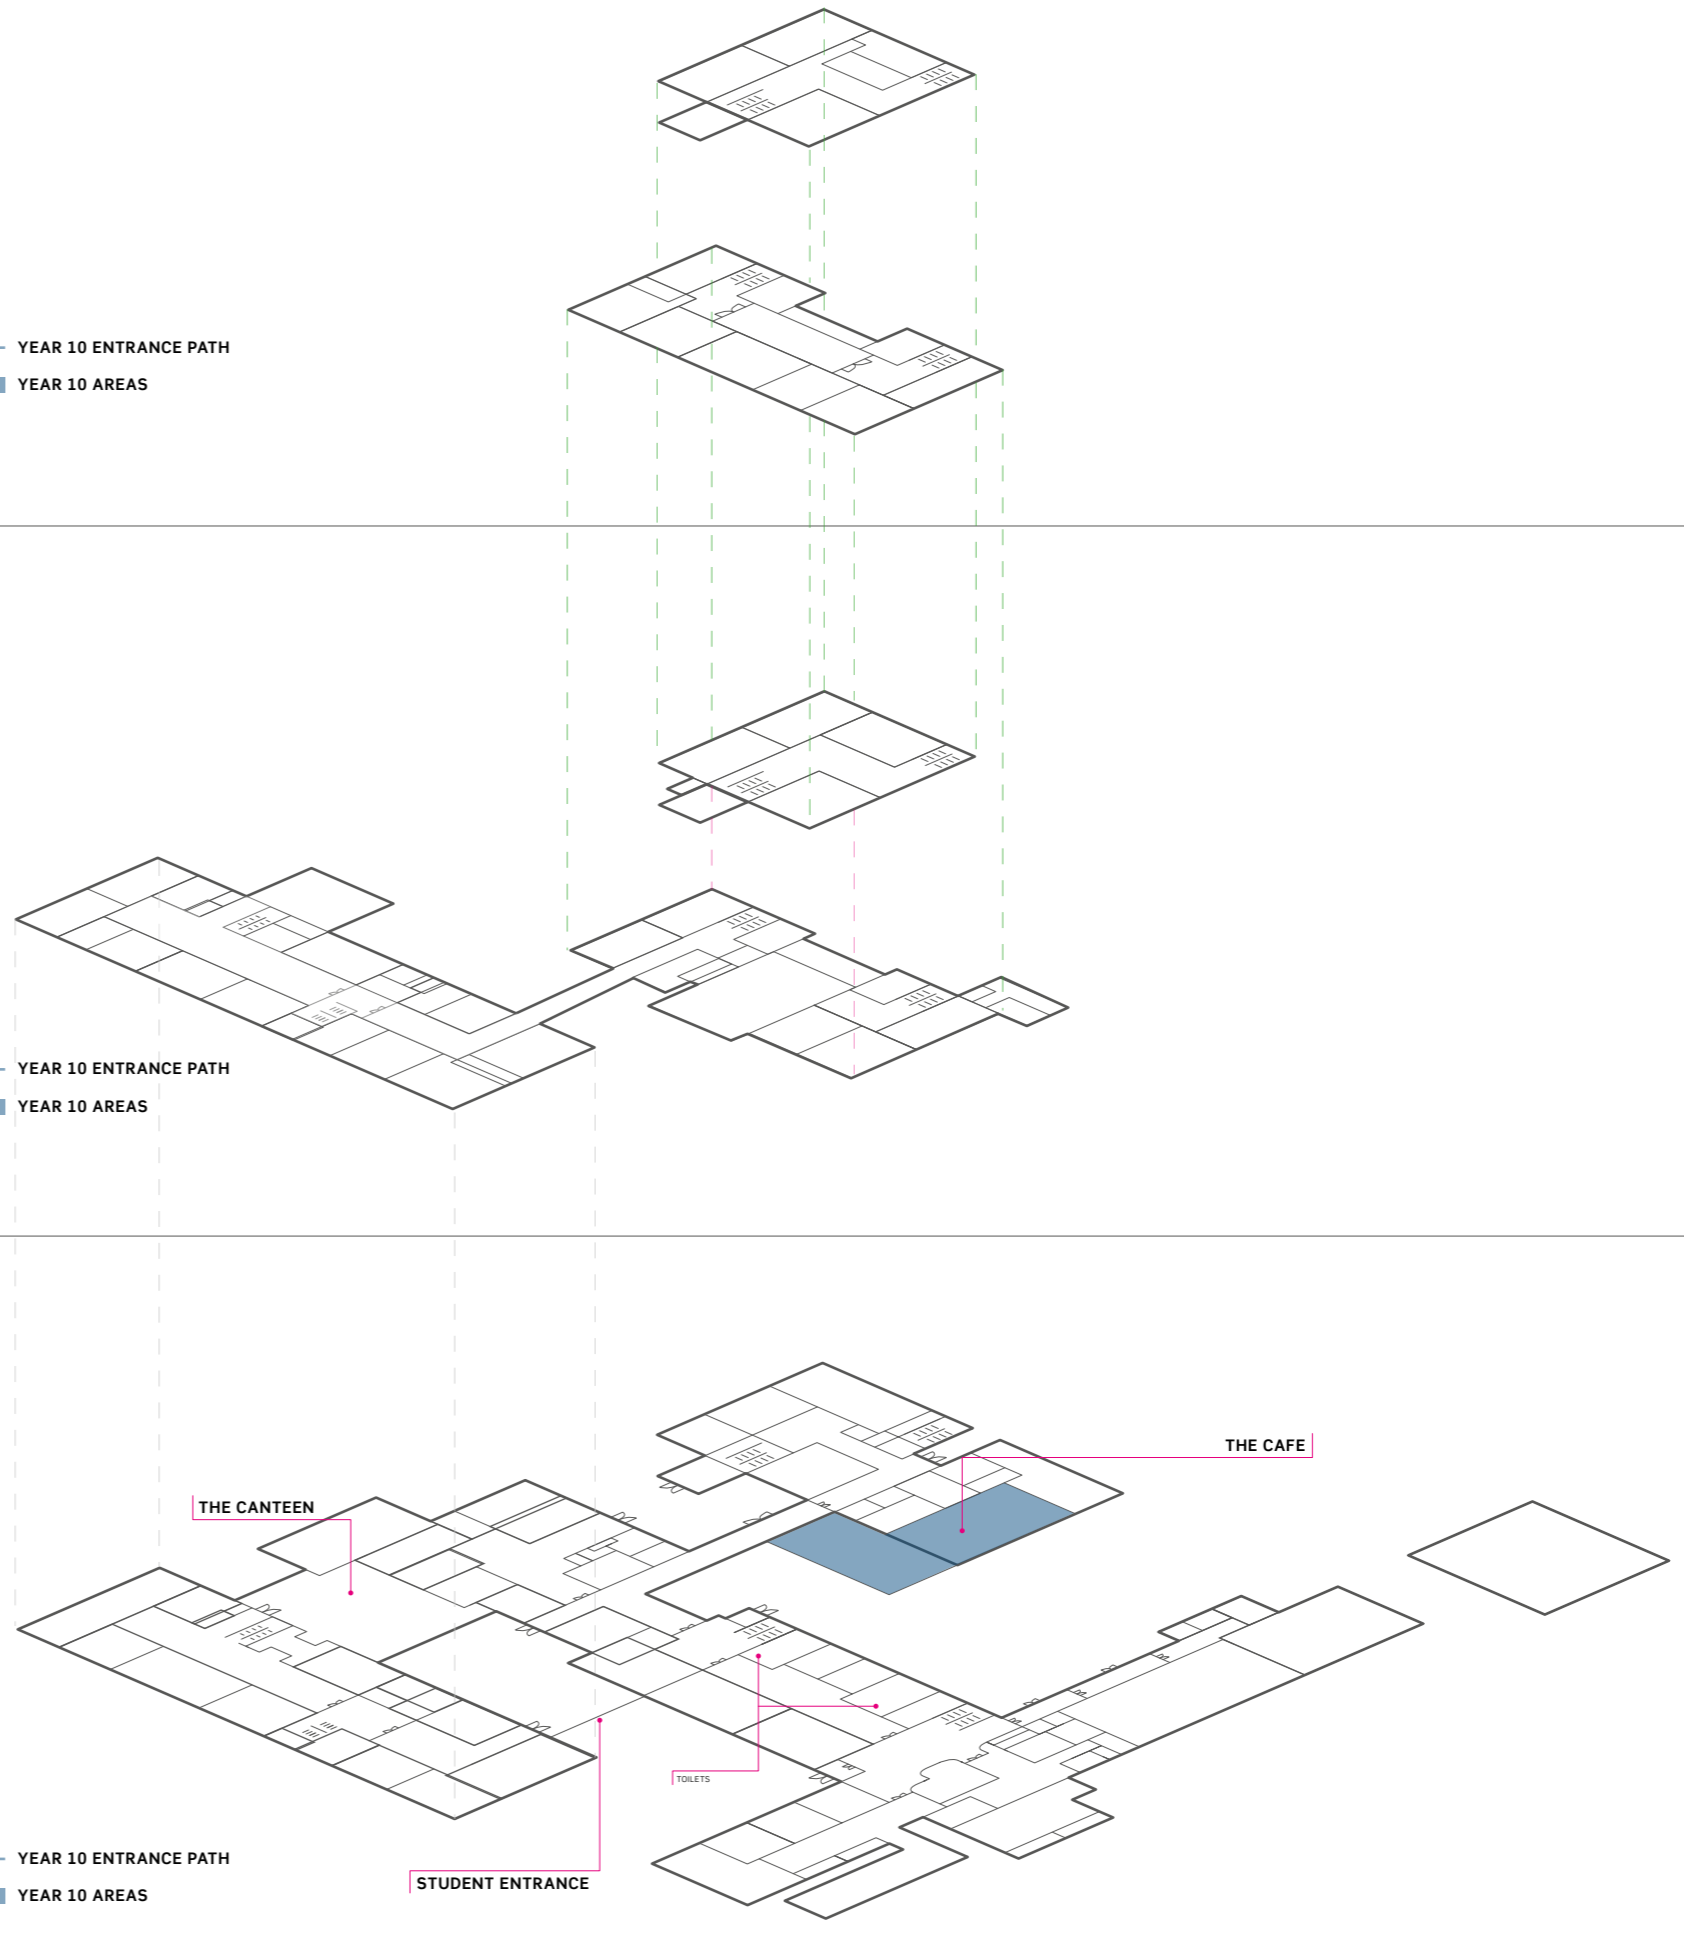 YEAR 10 ENTRANCE PATH
YEAR 10 AREAS
YEAR 10 ENTRANCE PATH
YEAR 10 AREAS
THE CAFE
THE CANTEEN
TOILETS
YEAR 10 ENTRANCE PATH
STUDENT ENTRANCE
YEAR 10 AREAS